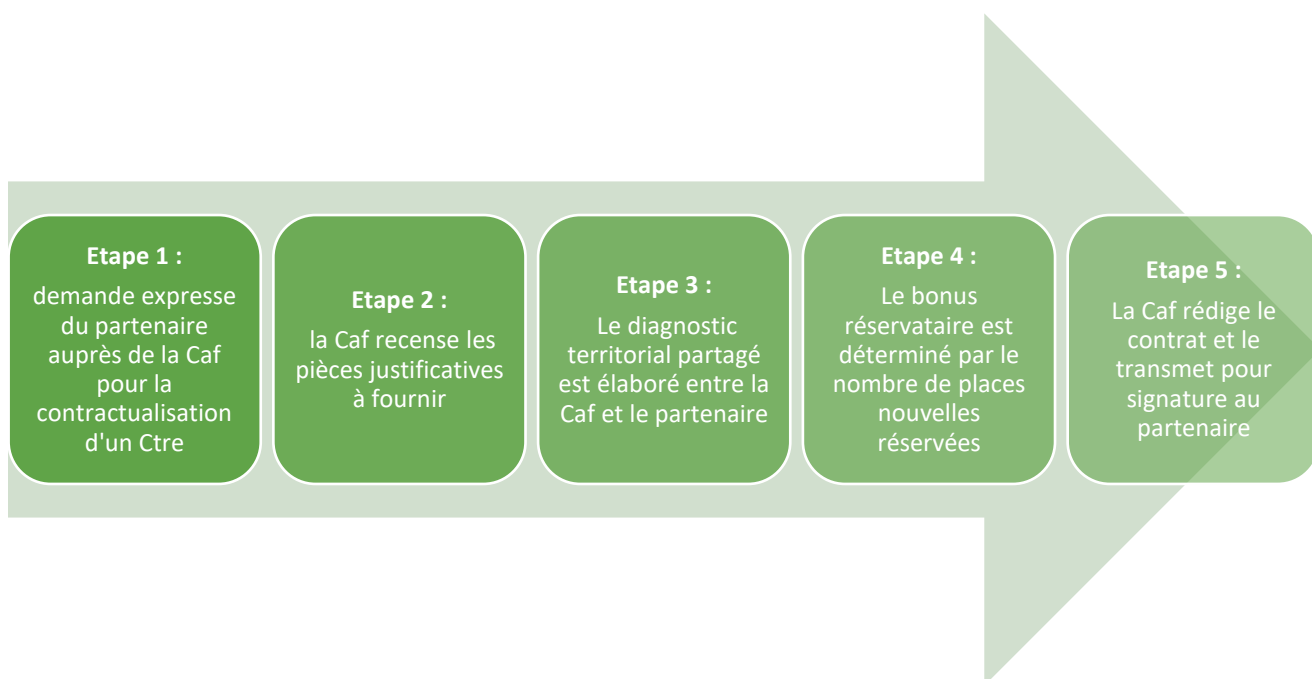 Etape 1 :
demande expresse
du partenaire
auprès de la Caf
pour la
contractualisation
d'un Ctre
Etape 2 :
la Caf recense les
pièces justificatives
à fournir
Etape 3 :
Le diagnostic
territorial partagé
est élaboré entre la
Caf et le partenaire
Etape 4 :
Le bonus
réservataire est
déterminé par le
nombre de places
nouvelles
réservées
Etape 5 :
La Caf rédige le
contrat et le
transmet pour
signature au
partenaire